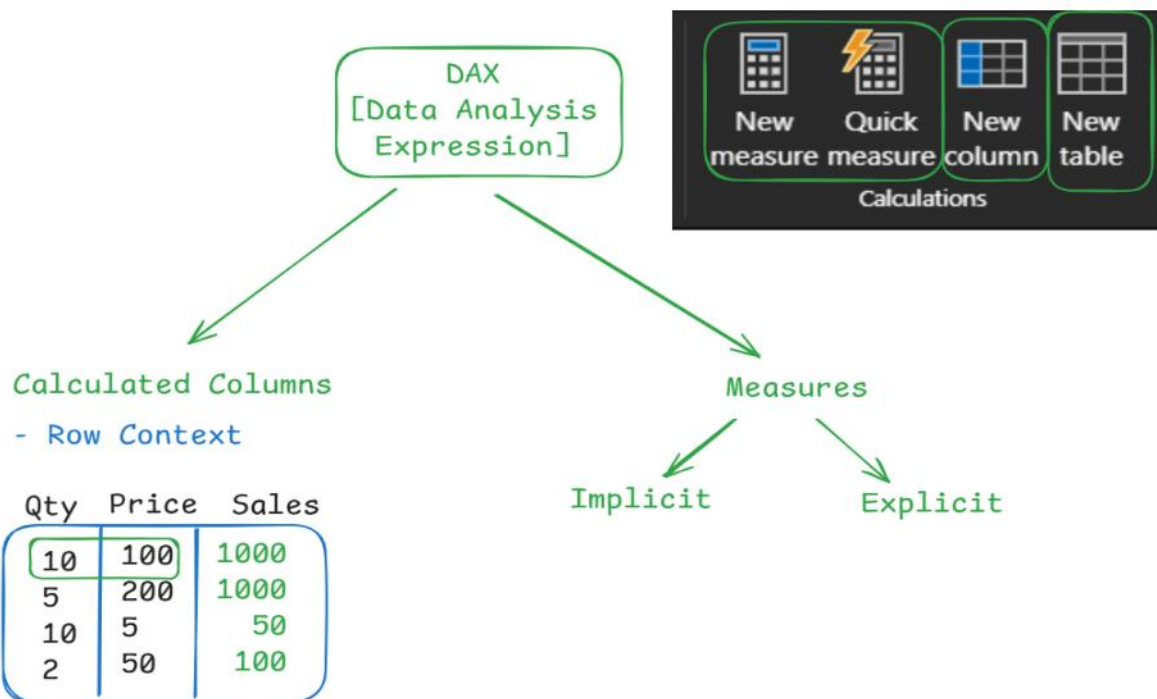 DAX
[Data Analysis
Expression]
New measure
Quick measure
New column
New table
Calculations
Calculated Columns
- Row Context
Qty Price Sales
10 100 1000
5 200 1000
10 5 50
2 50 100
Measures
Implicit
Explicit